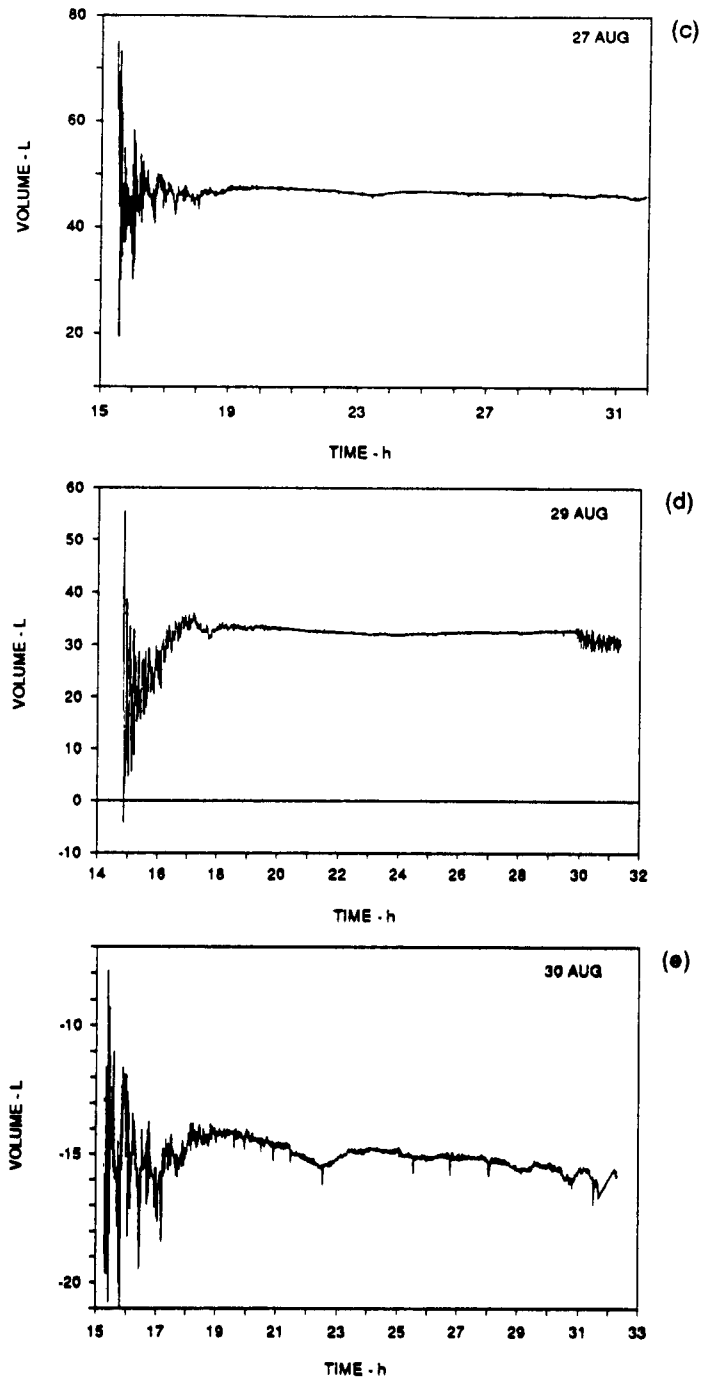 80
27 AUG
(c)
60
VOLUME - L
40
20
15 19 23 27 31
TIME - h
60
29 AUG
(d)
50
40
VOLUME - L
30
20
10
0
-10
14 16 18 20 22 24 26 28 30 32
TIME - h
30 AUG
(e)
-10
VOLUME - L
-15
-20
15 17 19 21 23 25 27 29 31 33
TIME - h